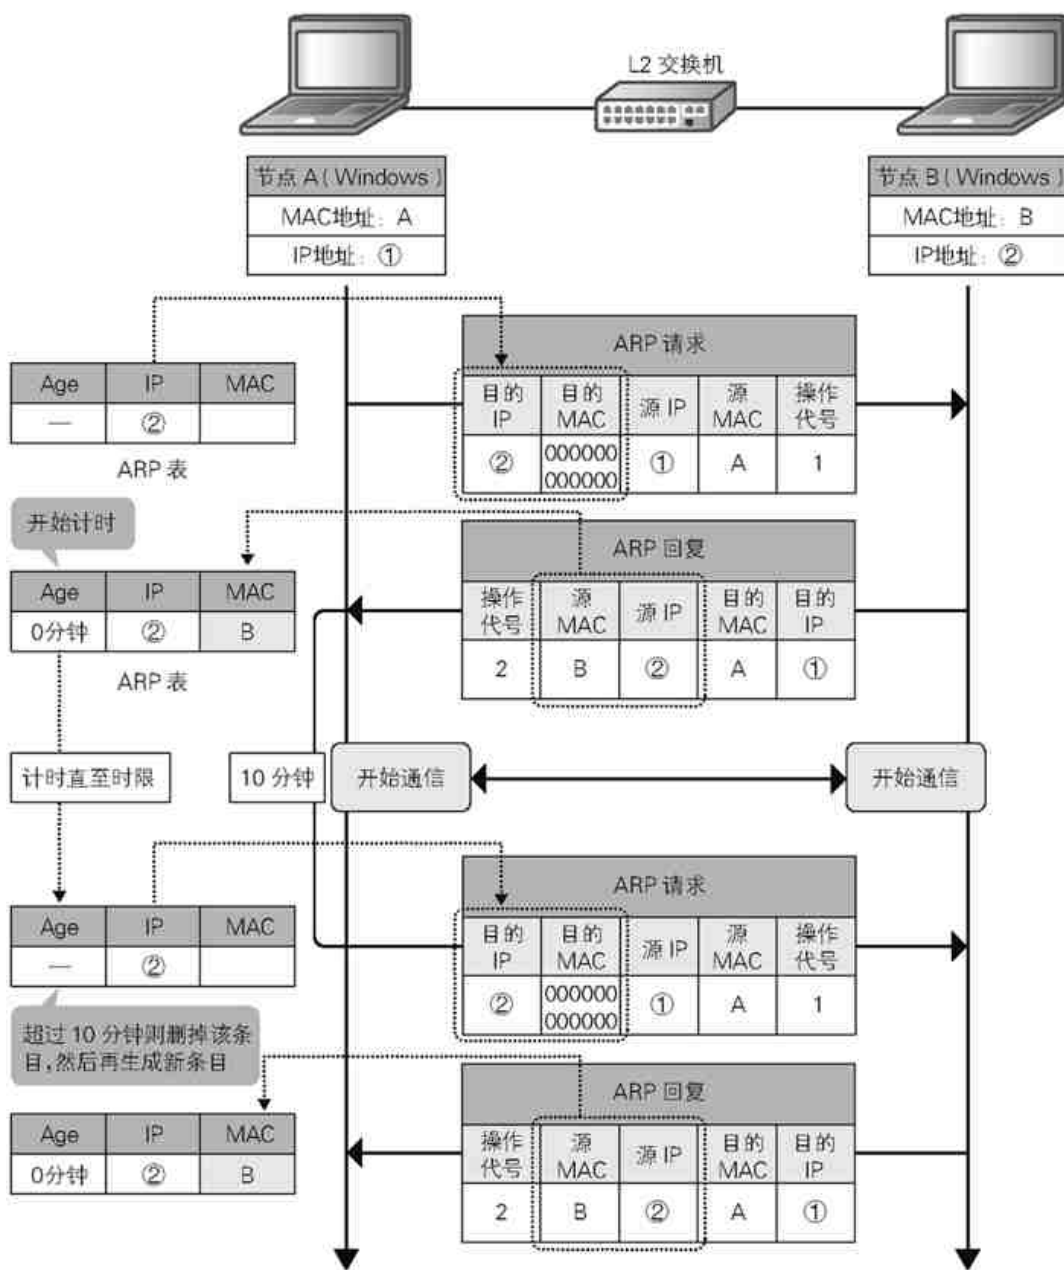 L2 交换机
节点 A（Windows）
MAC地址：A
IP地址：①
节点 B（Windows）
MAC地址：B
IP地址：②
Age IP MAC
— ②
ARP 表
ARP 请求
目的 目的 源 IP 源 操作
IP MAC MAC 代号
② 000000 ① A 1
000000
开始计时
Age IP MAC
0分钟 ② B
ARP 表
ARP 回复
操作 源 源 IP 目的 目的
代号 MAC MAC IP
2 B ② A ①
计时直至时限
10 分钟
开始通信
开始通信
Age IP MAC
— ②
超过 10 分钟则删掉该条
目，然后再生成新条目
ARP 请求
目的 目的 源 IP 源 操作
IP MAC MAC 代号
② 000000 ① A 1
000000
Age IP MAC
0分钟 ② B
ARP 回复
操作 源 源 IP 目的 目的
代号 MAC MAC IP
2 B ② A ①